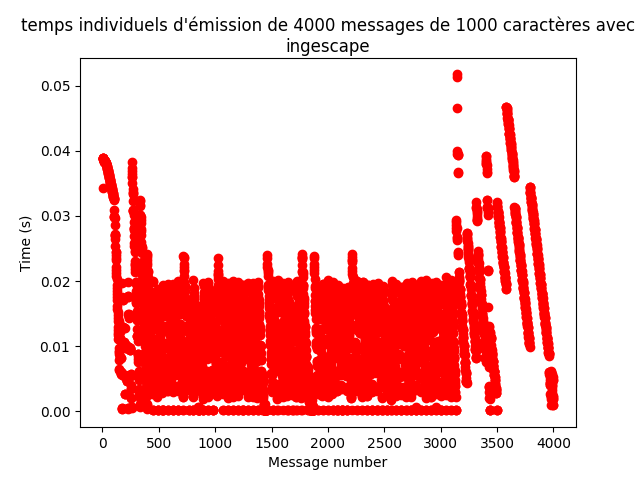 temps individuels d'émission de 4000 messages de 1000 caractères avec
ingescape
0.05
0.04
0.03
0.02
0.01
0.00
Time (s)
0 500 1000 1500 2000 2500 3000 3500 4000
Message number